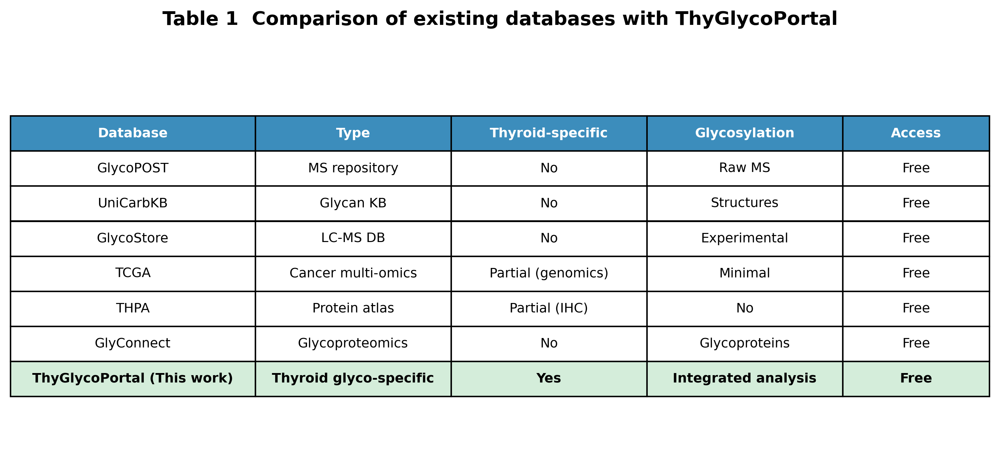 Table 1  Comparison of existing databases with ThyGlycoPortal
Database Type Thyroid-specific Glycosylation Access
GlycoPOST MS repository No Raw MS Free
UniCarbKB Glycan KB No Structures Free
GlycoStore LC-MS DB No Experimental Free
TCGA Cancer multi-omics Partial (genomics) Minimal Free
THPA Protein atlas Partial (IHC) No Free
GlyConnect Glycoproteomics No Glycoproteins Free
ThyGlycoPortal (This work) Thyroid glyco-specific Yes Integrated analysis Free